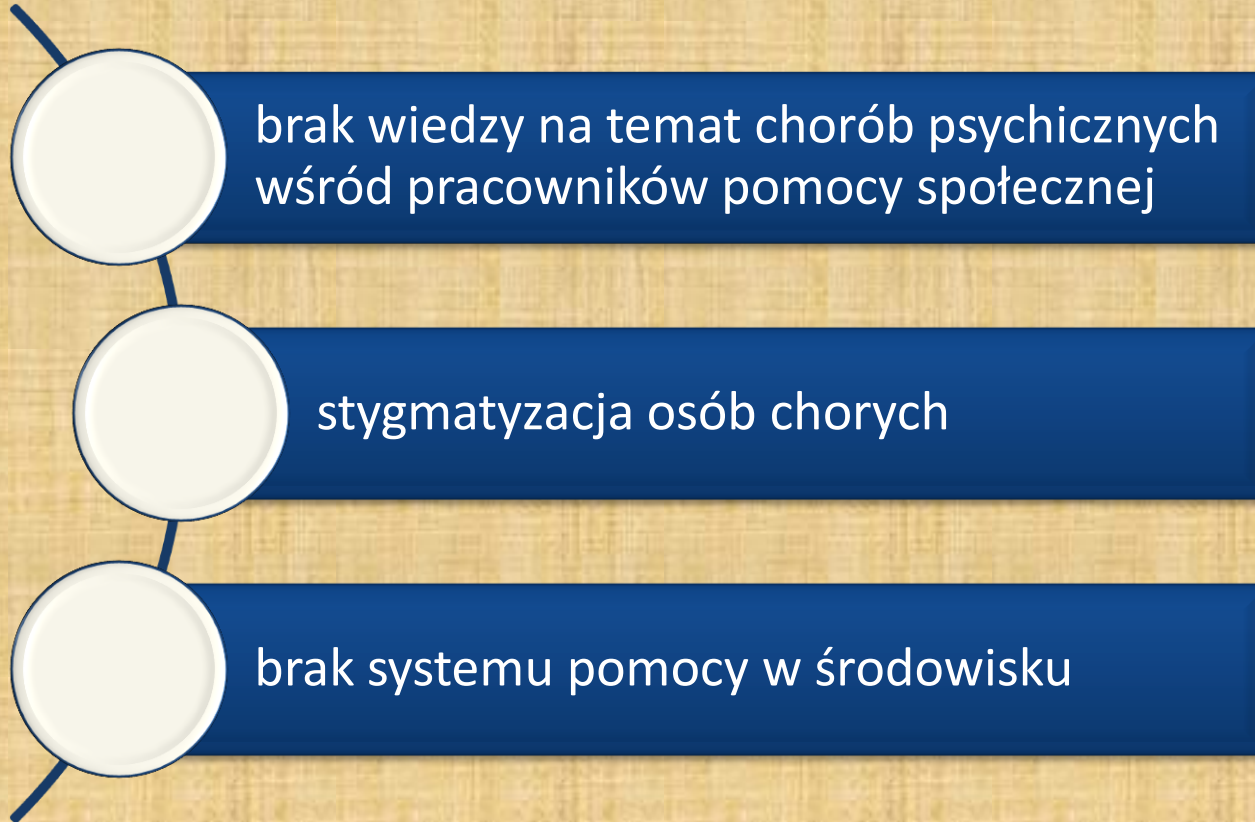 brak wiedzy na temat chorób psychicznych
wśród pracowników pomocy społecznej
stygmatyzacja osób chorych
brak systemu pomocy w środowisku